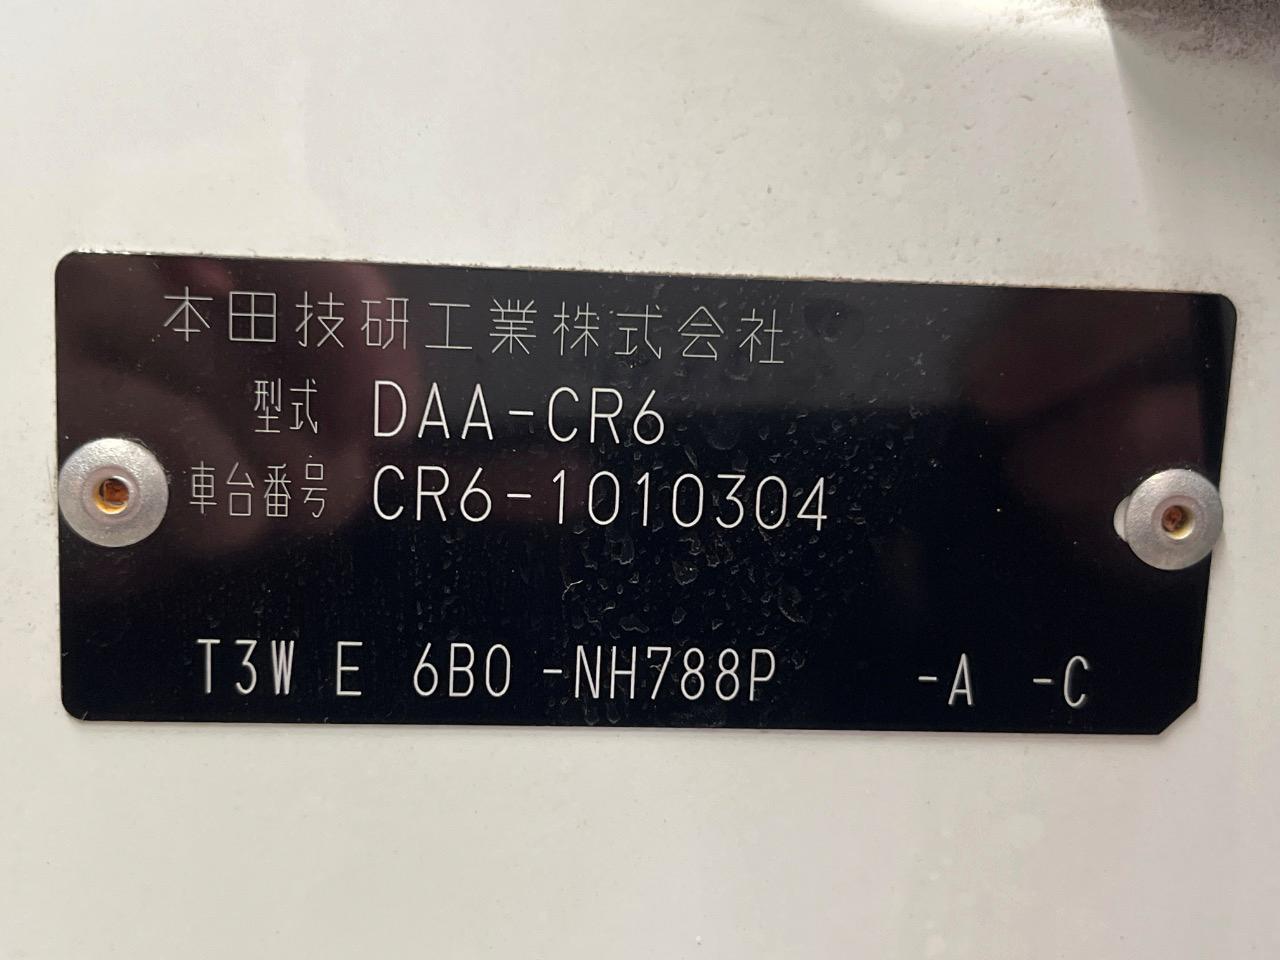 本田技研工業株式会社
型式 DAA-CR6
車台番号 CR6-1010304
T3W E 6B0 -NH788P -A -C